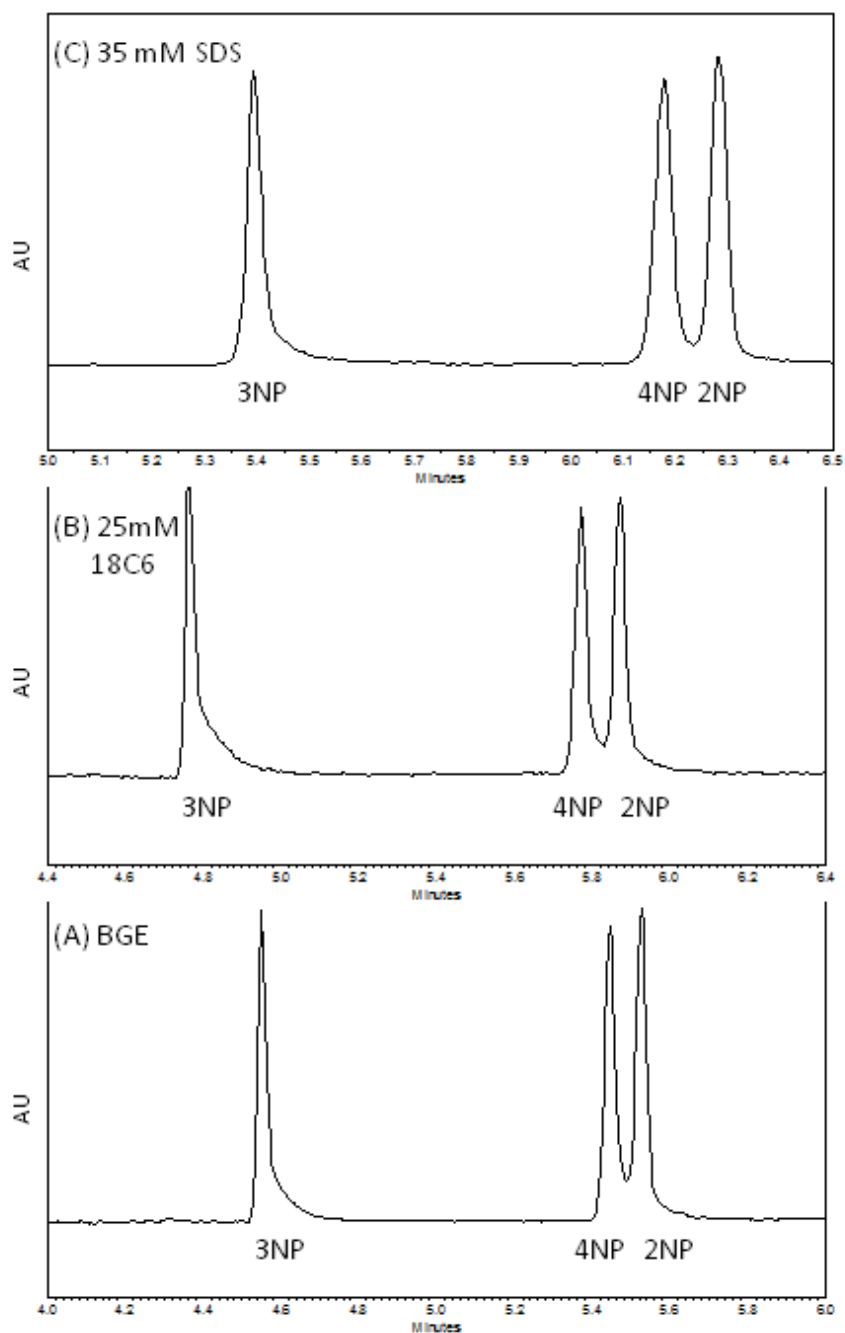 (C) 35 mM SDS
AU
3NP 4NP 2NP
5.0 5.1 5.2 5.3 5.4 5.5 5.6 5.7 5.8 5.9 6.0 6.1 6.2 6.3 6.4 6.5
Minutes
(B) 25mM
18C6
AU
3NP 4NP 2NP
4.4 4.6 4.8 5.0 5.2 5.4 5.6 5.8 6.0 6.2 6.4
Minutes
(A) BGE
AU
3NP 4NP 2NP
4.0 4.2 4.4 4.6 4.8 5.0 5.2 5.4 5.6 5.8 6.0
Minutes